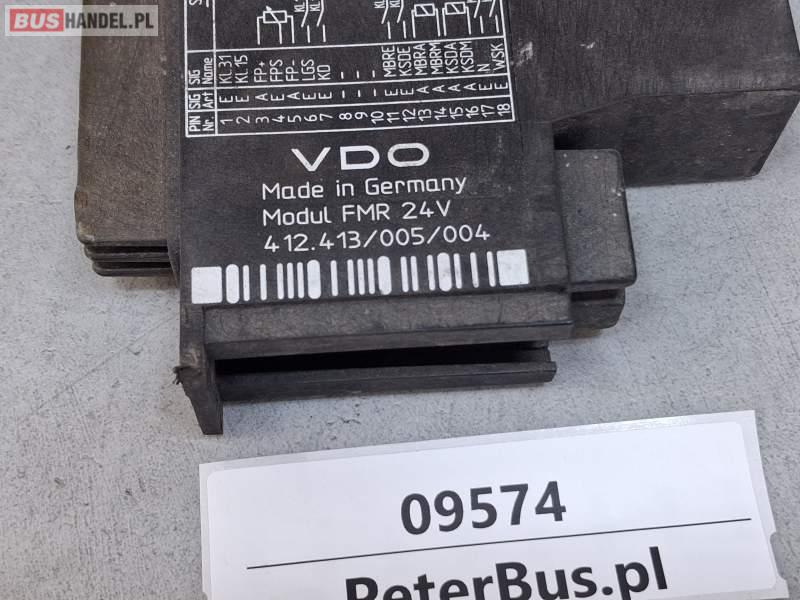 BUSHANDEL.PL
PIN Nr. SIG Art SIG Name
1 E KL31
2 E KL15
3 A FP+
4 E FPS
5 A FP-
6 E LGS
7 E KD
8 - -
9 - -
10 - -
11 E MBRE
12 E KSDE
13 A MBRA
14 A MBRM
15 A KSDA
16 A KSDM
17 E N
18 E WSK
VDO
Made in Germany
Modul FMR 24V
412.413/005/004
09574
PeterBus.pl